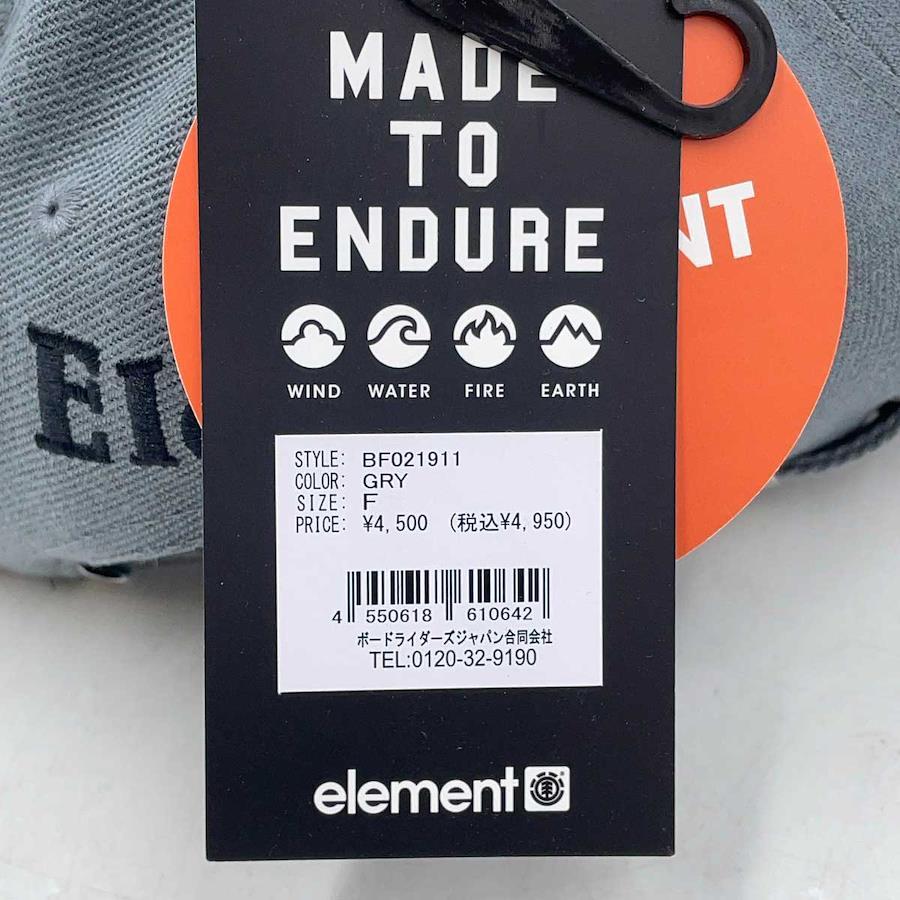 MADE
TO
ENDURE
NT
WIND WATER FIRE EARTH
STYLE: BF021911
COLOR: GRY
SIZE: F
PRICE: ¥4,500 (税込¥4,950)
4 550618 610642
ボードライダーズジャパン合同会社
TEL:0120-32-9190
element